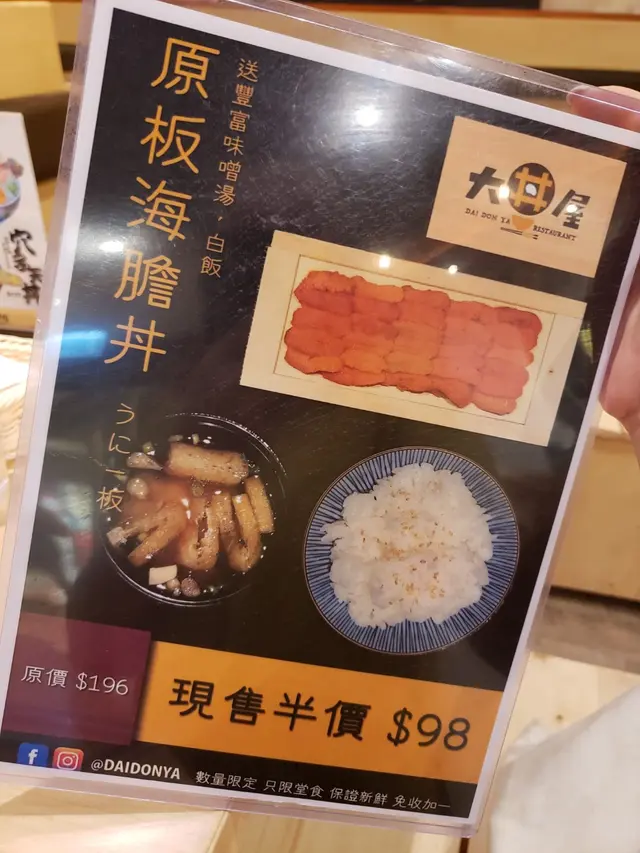 原板海膽丼
送豐富味噌湯，白飯
うに一板
大丼屋
DAI DON YA
RESTAURANT
原價 $196
現售半價 $98
@DAIDONYA
數量限定 只限堂食 保證新鮮 免收加一